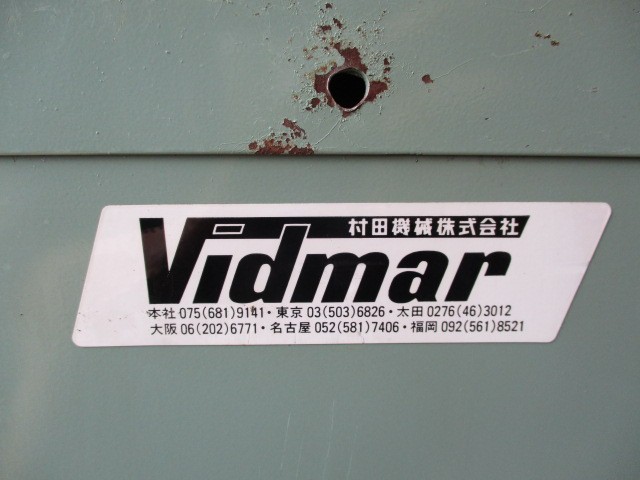 村田機械株式会社
Vidmar
本社 075(681)9141・東京 03(503)6826・太田 0276(46)3012
大阪 06(202)6771・名古屋 052(581)7406・福岡 092(561)8521